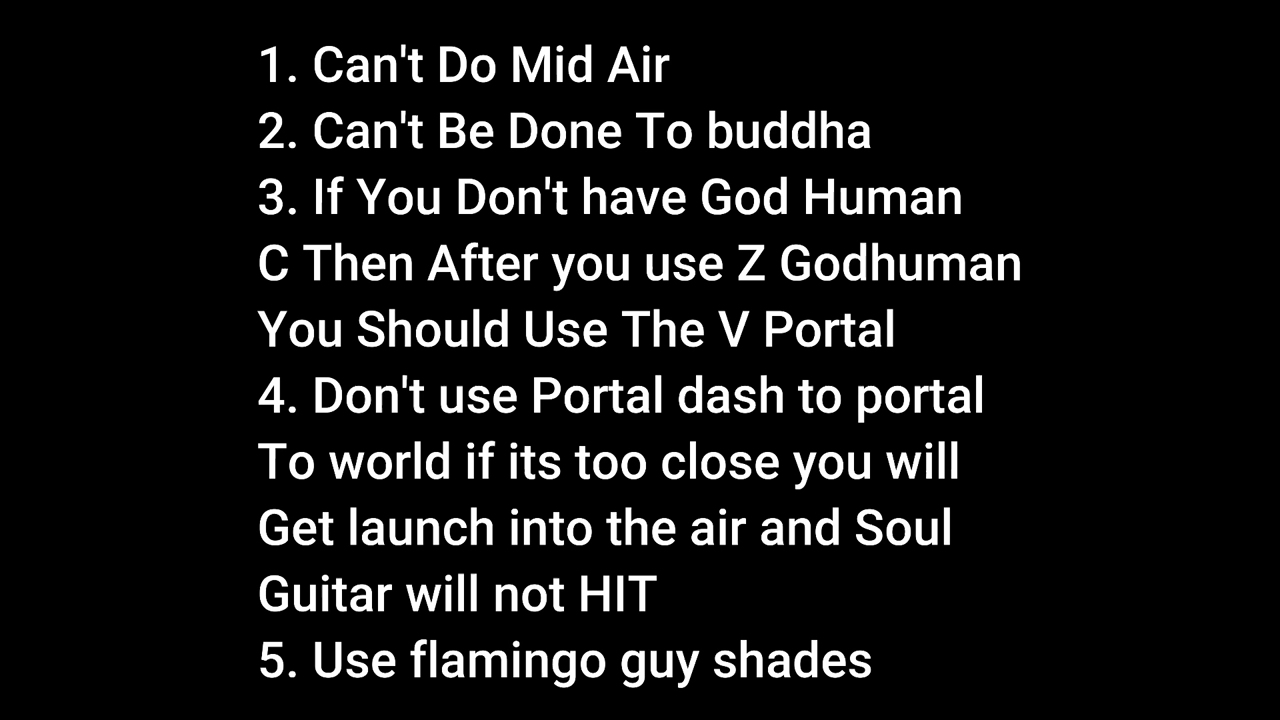 1. Can't Do Mid Air
2. Can't Be Done To buddha
3. If You Don't have God Human
C Then After you use Z Godhuman
You Should Use The V Portal
4. Don't use Portal dash to portal
To world if its too close you will
Get launch into the air and Soul
Guitar will not HIT
5. Use flamingo guy shades